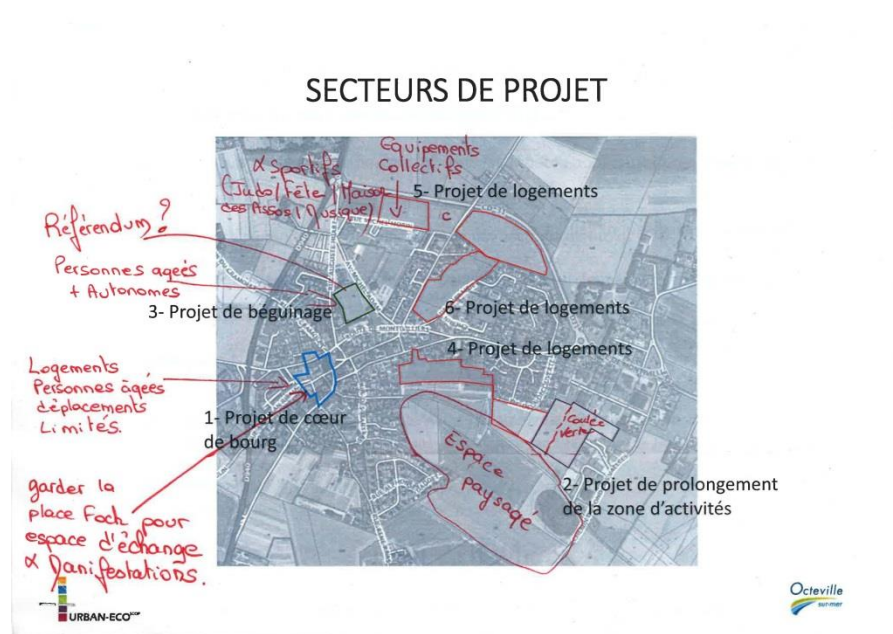 SECTEURS DE PROJET
Equipements
Collectifs
& Sportifs
(Judo/Fête/Maison
des Assos/Musique)
5- Projet de logements
C
Référendum?
Personnes ageés
+ Autonomes
3- Projet de béguinage
6- Projet de logements
4- Projet de logements
Logements
Personnes âgées
déplacements
Limités.
1- Projet de cœur
de bourg
Coulée
verte
Espace
paysagé
2- Projet de prolongement
de la zone d'activités
garder la
place Foch pour
espace d'échange
& Manifestations.
URBAN-ECO
Octeville
sur-mer